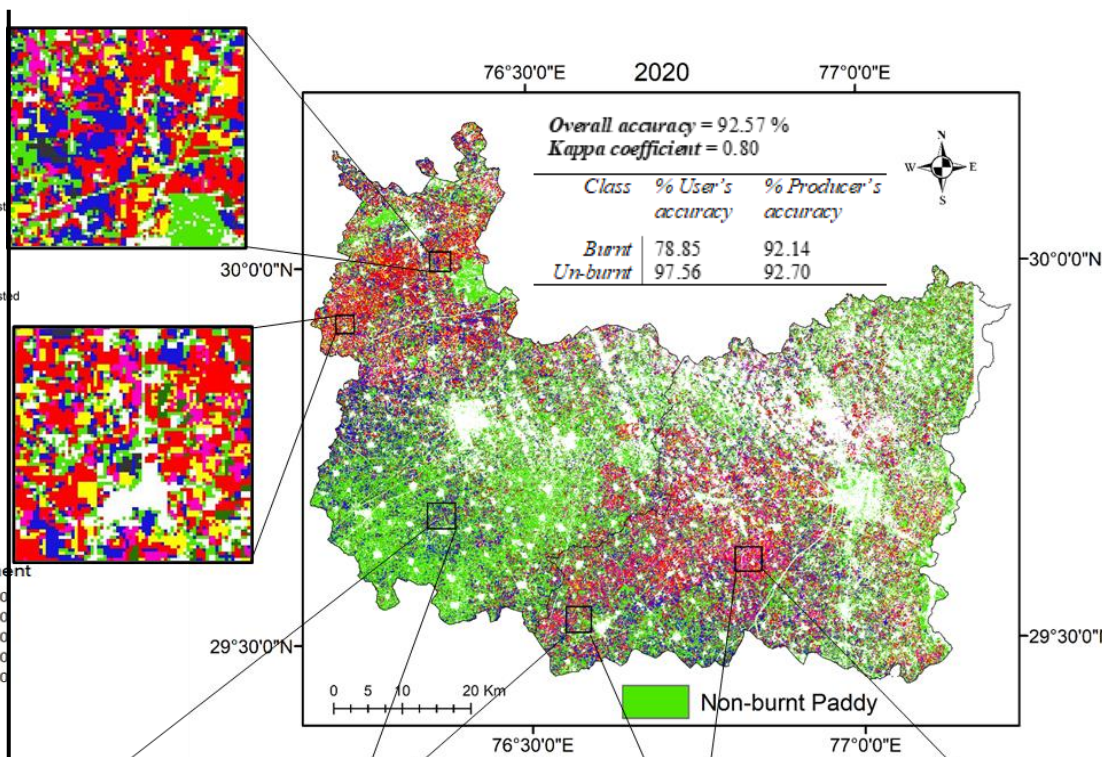 76°30'0"E
2020
77°0'0"E
Overall accuracy = 92.57 %
Kappa coefficient = 0.80
N
W E
S
Class % User's accuracy % Producer's accuracy
Burnt 78.85 92.14
Un-burnt 97.56 92.70
30°0'0"N
30°0'0"N
29°30'0"N
29°30'0"
0 5 10 20 Km
Non-burnt Paddy
76°30'0"E
77°0'0"E